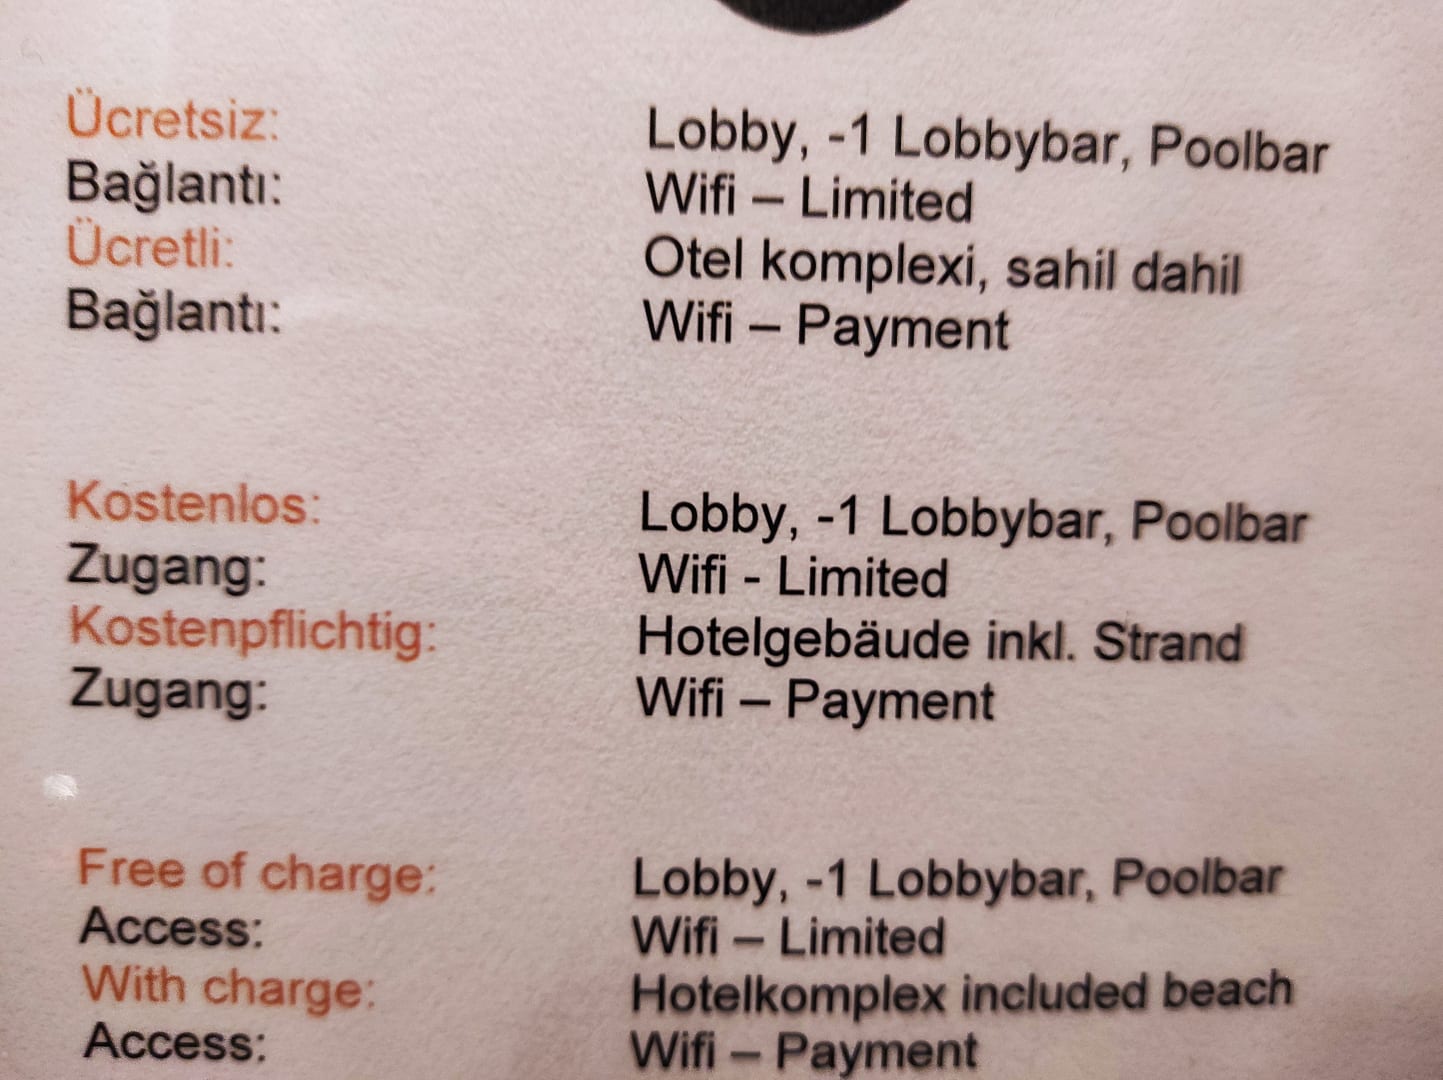 Ücretsiz: Lobby, -1 Lobbybar, Poolbar
Bağlantı: Wifi – Limited
Ücretli: Otel komplexi, sahil dahil
Bağlantı: Wifi – Payment
Kostenlos: Lobby, -1 Lobbybar, Poolbar
Zugang: Wifi - Limited
Kostenpflichtig: Hotelgebäude inkl. Strand
Zugang: Wifi – Payment
Free of charge: Lobby, -1 Lobbybar, Poolbar
Access: Wifi – Limited
With charge: Hotelkomplex included beach
Access: Wifi – Payment